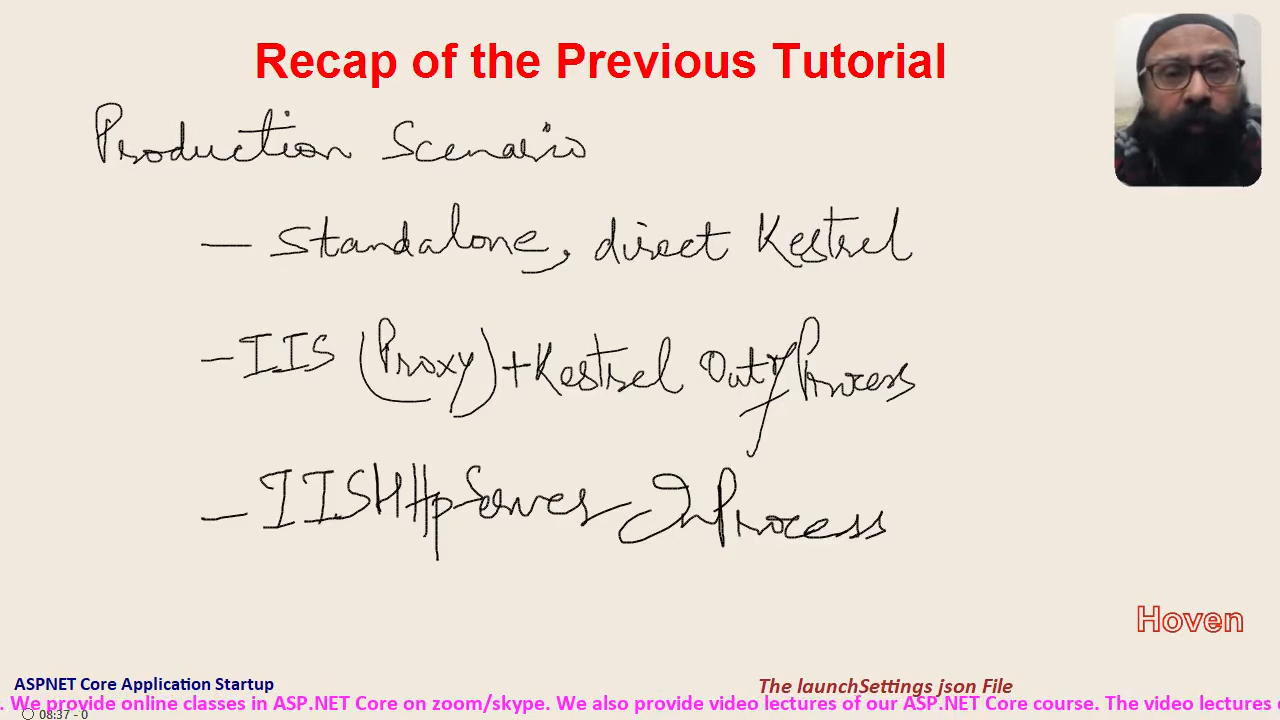 Recap of the Previous Tutorial
Production Scenario
— Standalone, direct Kestrel
— IIS (Proxy) + Kestrel Out of Process
— IISHttpServer InProcess
Hoven
ASPNET Core Application Startup
The launchSettings json File
. We provide online classes in ASP.NET Core on zoom/skype. We also provide video lectures of our ASP.NET Core course. The video lectures
08:37 - 0